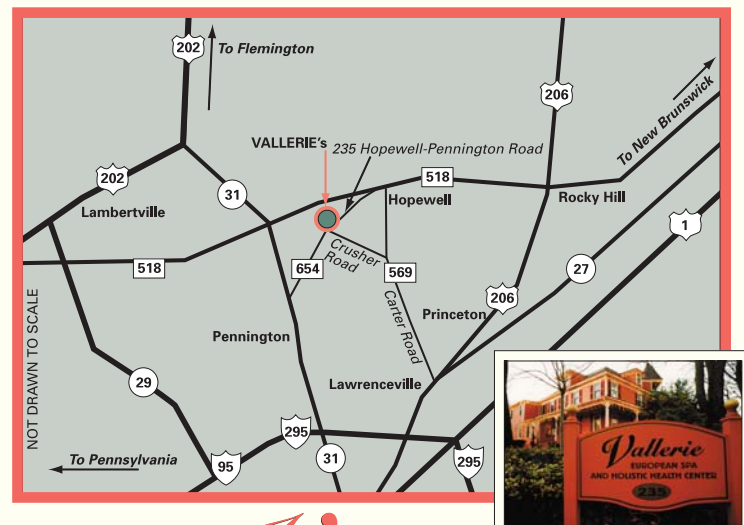 202
To Flemington
206
To New Brunswick
VALLERIE's
235 Hopewell-Pennington Road
202
31
518
Hopewell
Rocky Hill
Lambertville
1
518
654
Crusher
Road
569
27
206
Carter Road
Princeton
Pennington
NOT DRAWN TO SCALE
29
Lawrenceville
295
To Pennsylvania
95
31
295
Vallerie
EUROPEAN SPA
AND HOLISTIC HEALTH CENTER
235